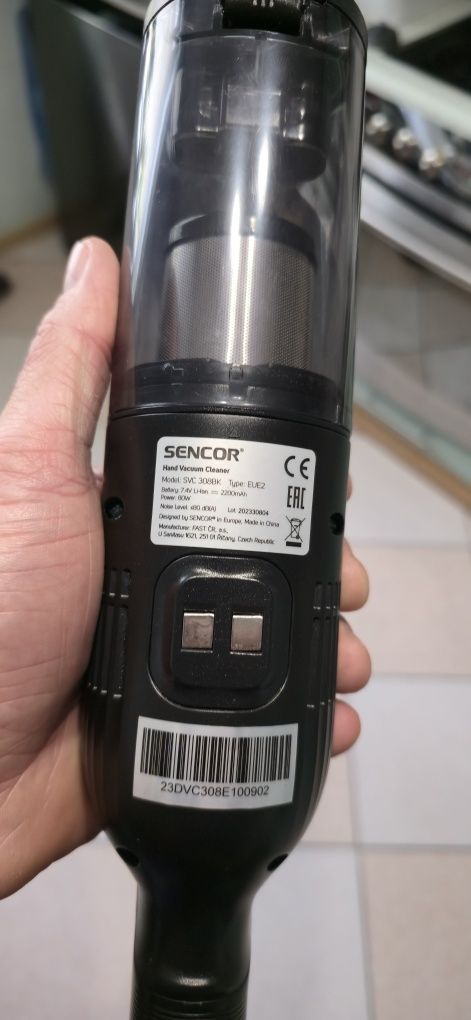 SENCOR®
Hand Vacuum Cleaner
Model: SVC 308BK Type: EUE2
Battery: 7.4V Li-Ion 2200mAh
Power: 80W
Noise Level: ≤80 dB(A) Lot: 202330804
Designed by SENCOR® in Europe, Made in China
Manufacturer: FAST ČR, a.s.,
U Sanitasu 1621, 251 01 Říčany, Czech Republic
CE
EAC
23DVC308E100902